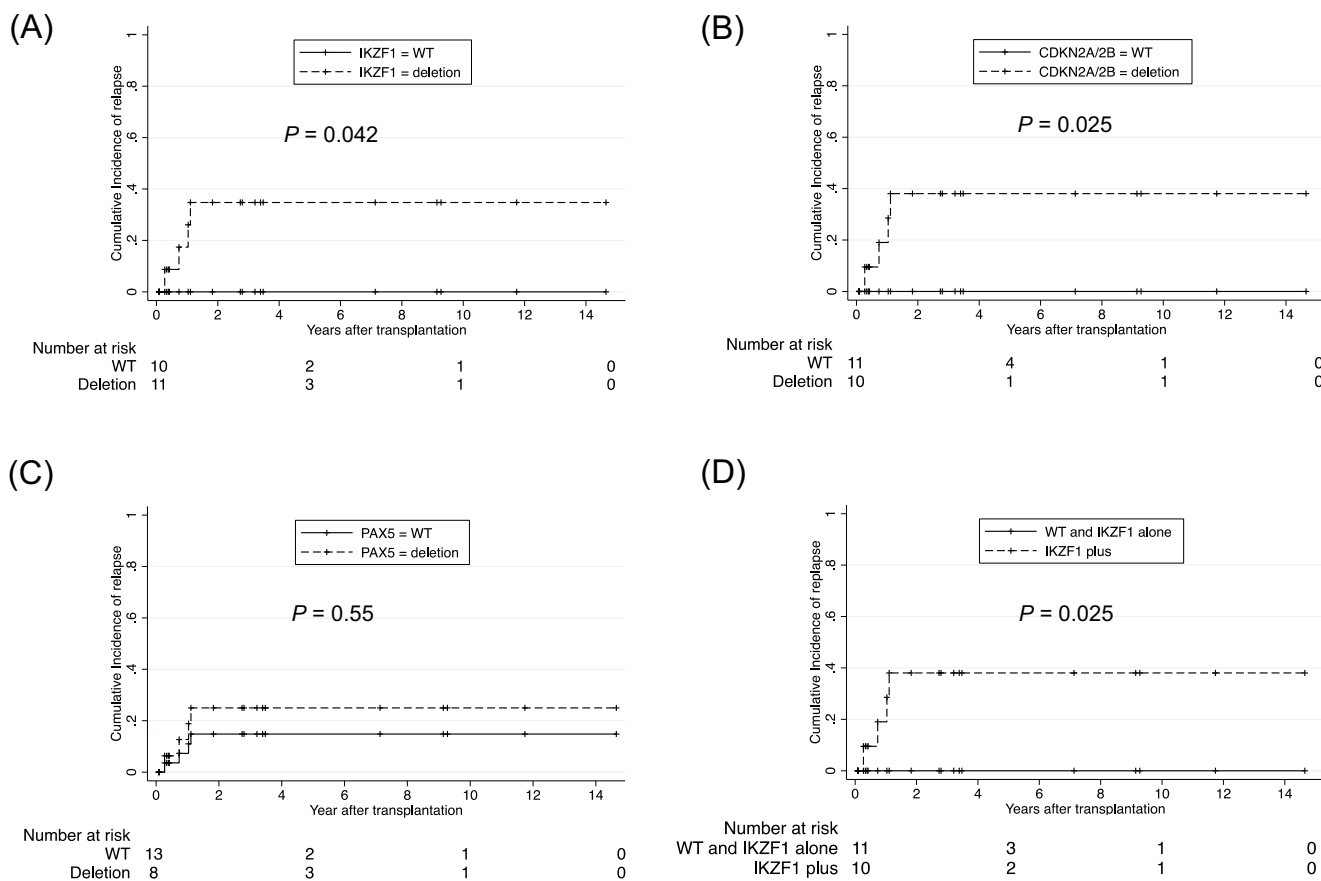 (A)
IKZF1 = WT
IKZF1 = deletion
P = 0.042
Cumulative Incidence of relapse
0 .2 .4 .6 .8 1
0 2 4 6 8 10 12 14
Years after transplantation
Number at risk
WT 10 2 1 0
Deletion 11 3 1 0
(B)
CDKN2A/2B = WT
CDKN2A/2B = deletion
P = 0.025
Cumulative Incidence of relapse
0 .2 .4 .6 .8 1
0 2 4 6 8 10 12 14
Years after transplantation
Number at risk
WT 11 4 1 0
Deletion 10 1 1 0
(C)
PAX5 = WT
PAX5 = deletion
P = 0.55
Cumulative Incidence of relapse
0 .2 .4 .6 .8 1
0 2 4 6 8 10 12 14
Years after transplantation
Number at risk
WT 13 2 1 0
Deletion 8 3 1 0
(D)
WT and IKZF1 alone
IKZF1 plus
P = 0.025
Cumulative Incidence of replapse
0 .2 .4 .6 .8 1
0 2 4 6 8 10 12 14
Years after transplantation
Number at risk
WT and IKZF1 alone 11 3 1 0
IKZF1 plus 10 2 1 0